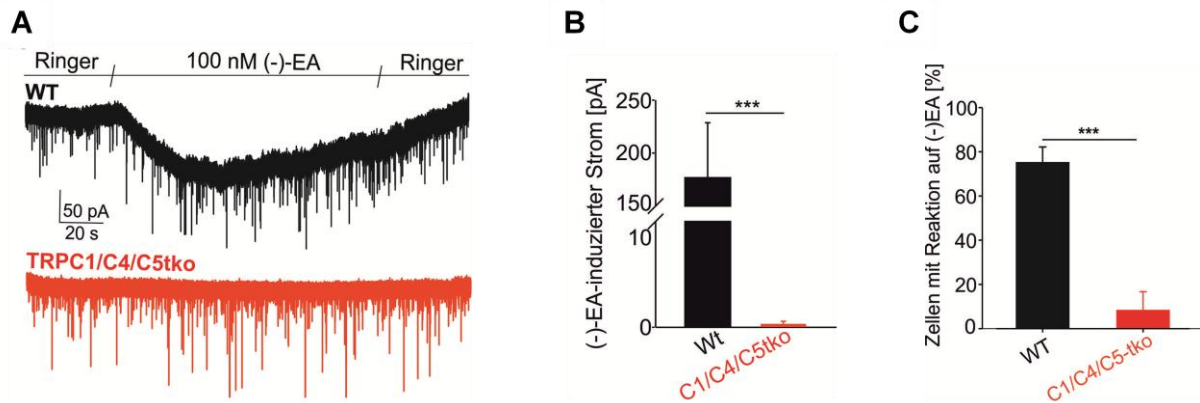 A
Ringer 100 nM (-)-EA Ringer
WT
50 pA
20 s
TRPC1/C4/C5tko
B
(-)-EA-induzierter Strom [pA]
250
200
150
10
0
***
Wt
C1/C4/C5tko
C
Zellen mit Reaktion auf (-)EA [%]
100
80
60
40
20
0
***
WT
C1/C4/C5-tko